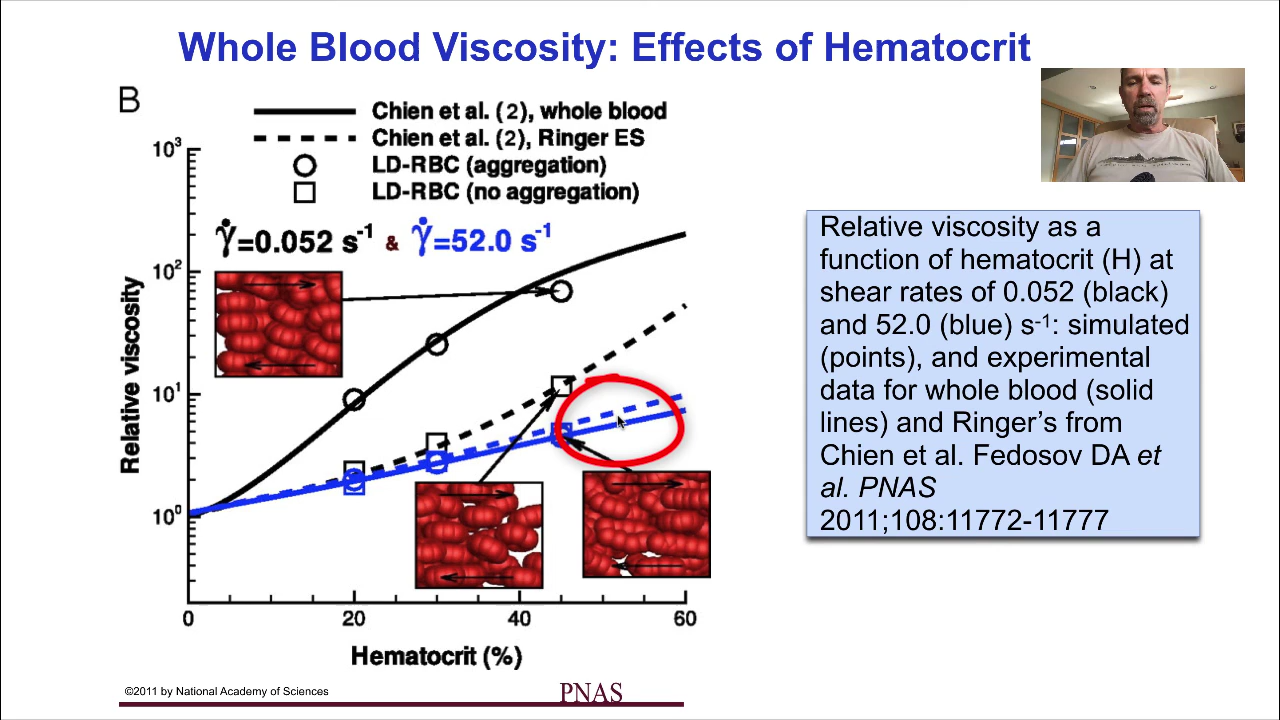 Whole Blood Viscosity: Effects of Hematocrit
B
Chien et al. (2), whole blood
Chien et al. (2), Ringer ES
LD-RBC (aggregation)
LD-RBC (no aggregation)
γ̇=0.052 s⁻¹ & γ̇=52.0 s⁻¹
10³
10²
10¹
10⁰
Relative viscosity
0 20 40 60
Hematocrit (%)
Relative viscosity as a
function of hematocrit (H) at
shear rates of 0.052 (black)
and 52.0 (blue) s⁻¹: simulated
(points), and experimental
data for whole blood (solid
lines) and Ringer’s from
Chien et al. Fedosov DA et
al. PNAS
2011;108:11772-11777
©2011 by National Academy of Sciences
PNAS